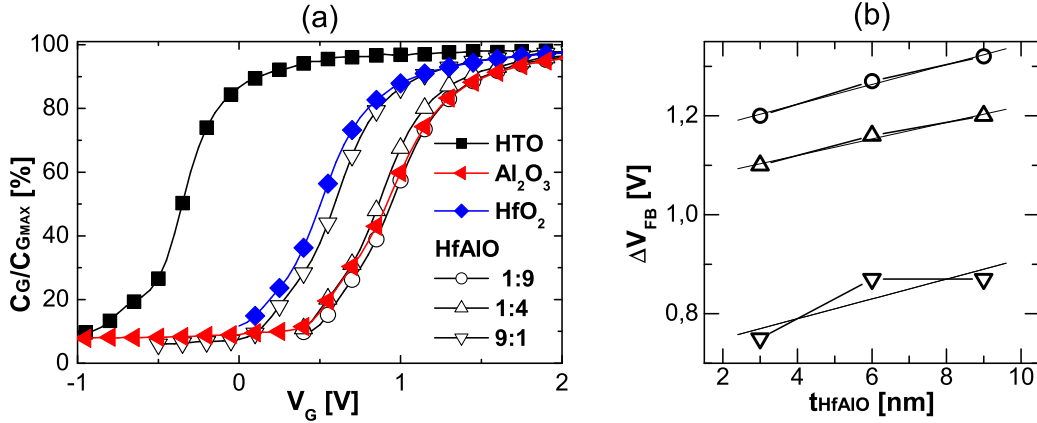 (a)
100
80
60
40
20
0
C_G/C_GMAX [%]
-1
0
1
2
V_G [V]
HTO
Al₂O₃
HfO₂
HfAlO
1:9
1:4
9:1
(b)
1,2
1,0
0,8
ΔV_FB [V]
2
4
6
8
10
t_HfAlO [nm]